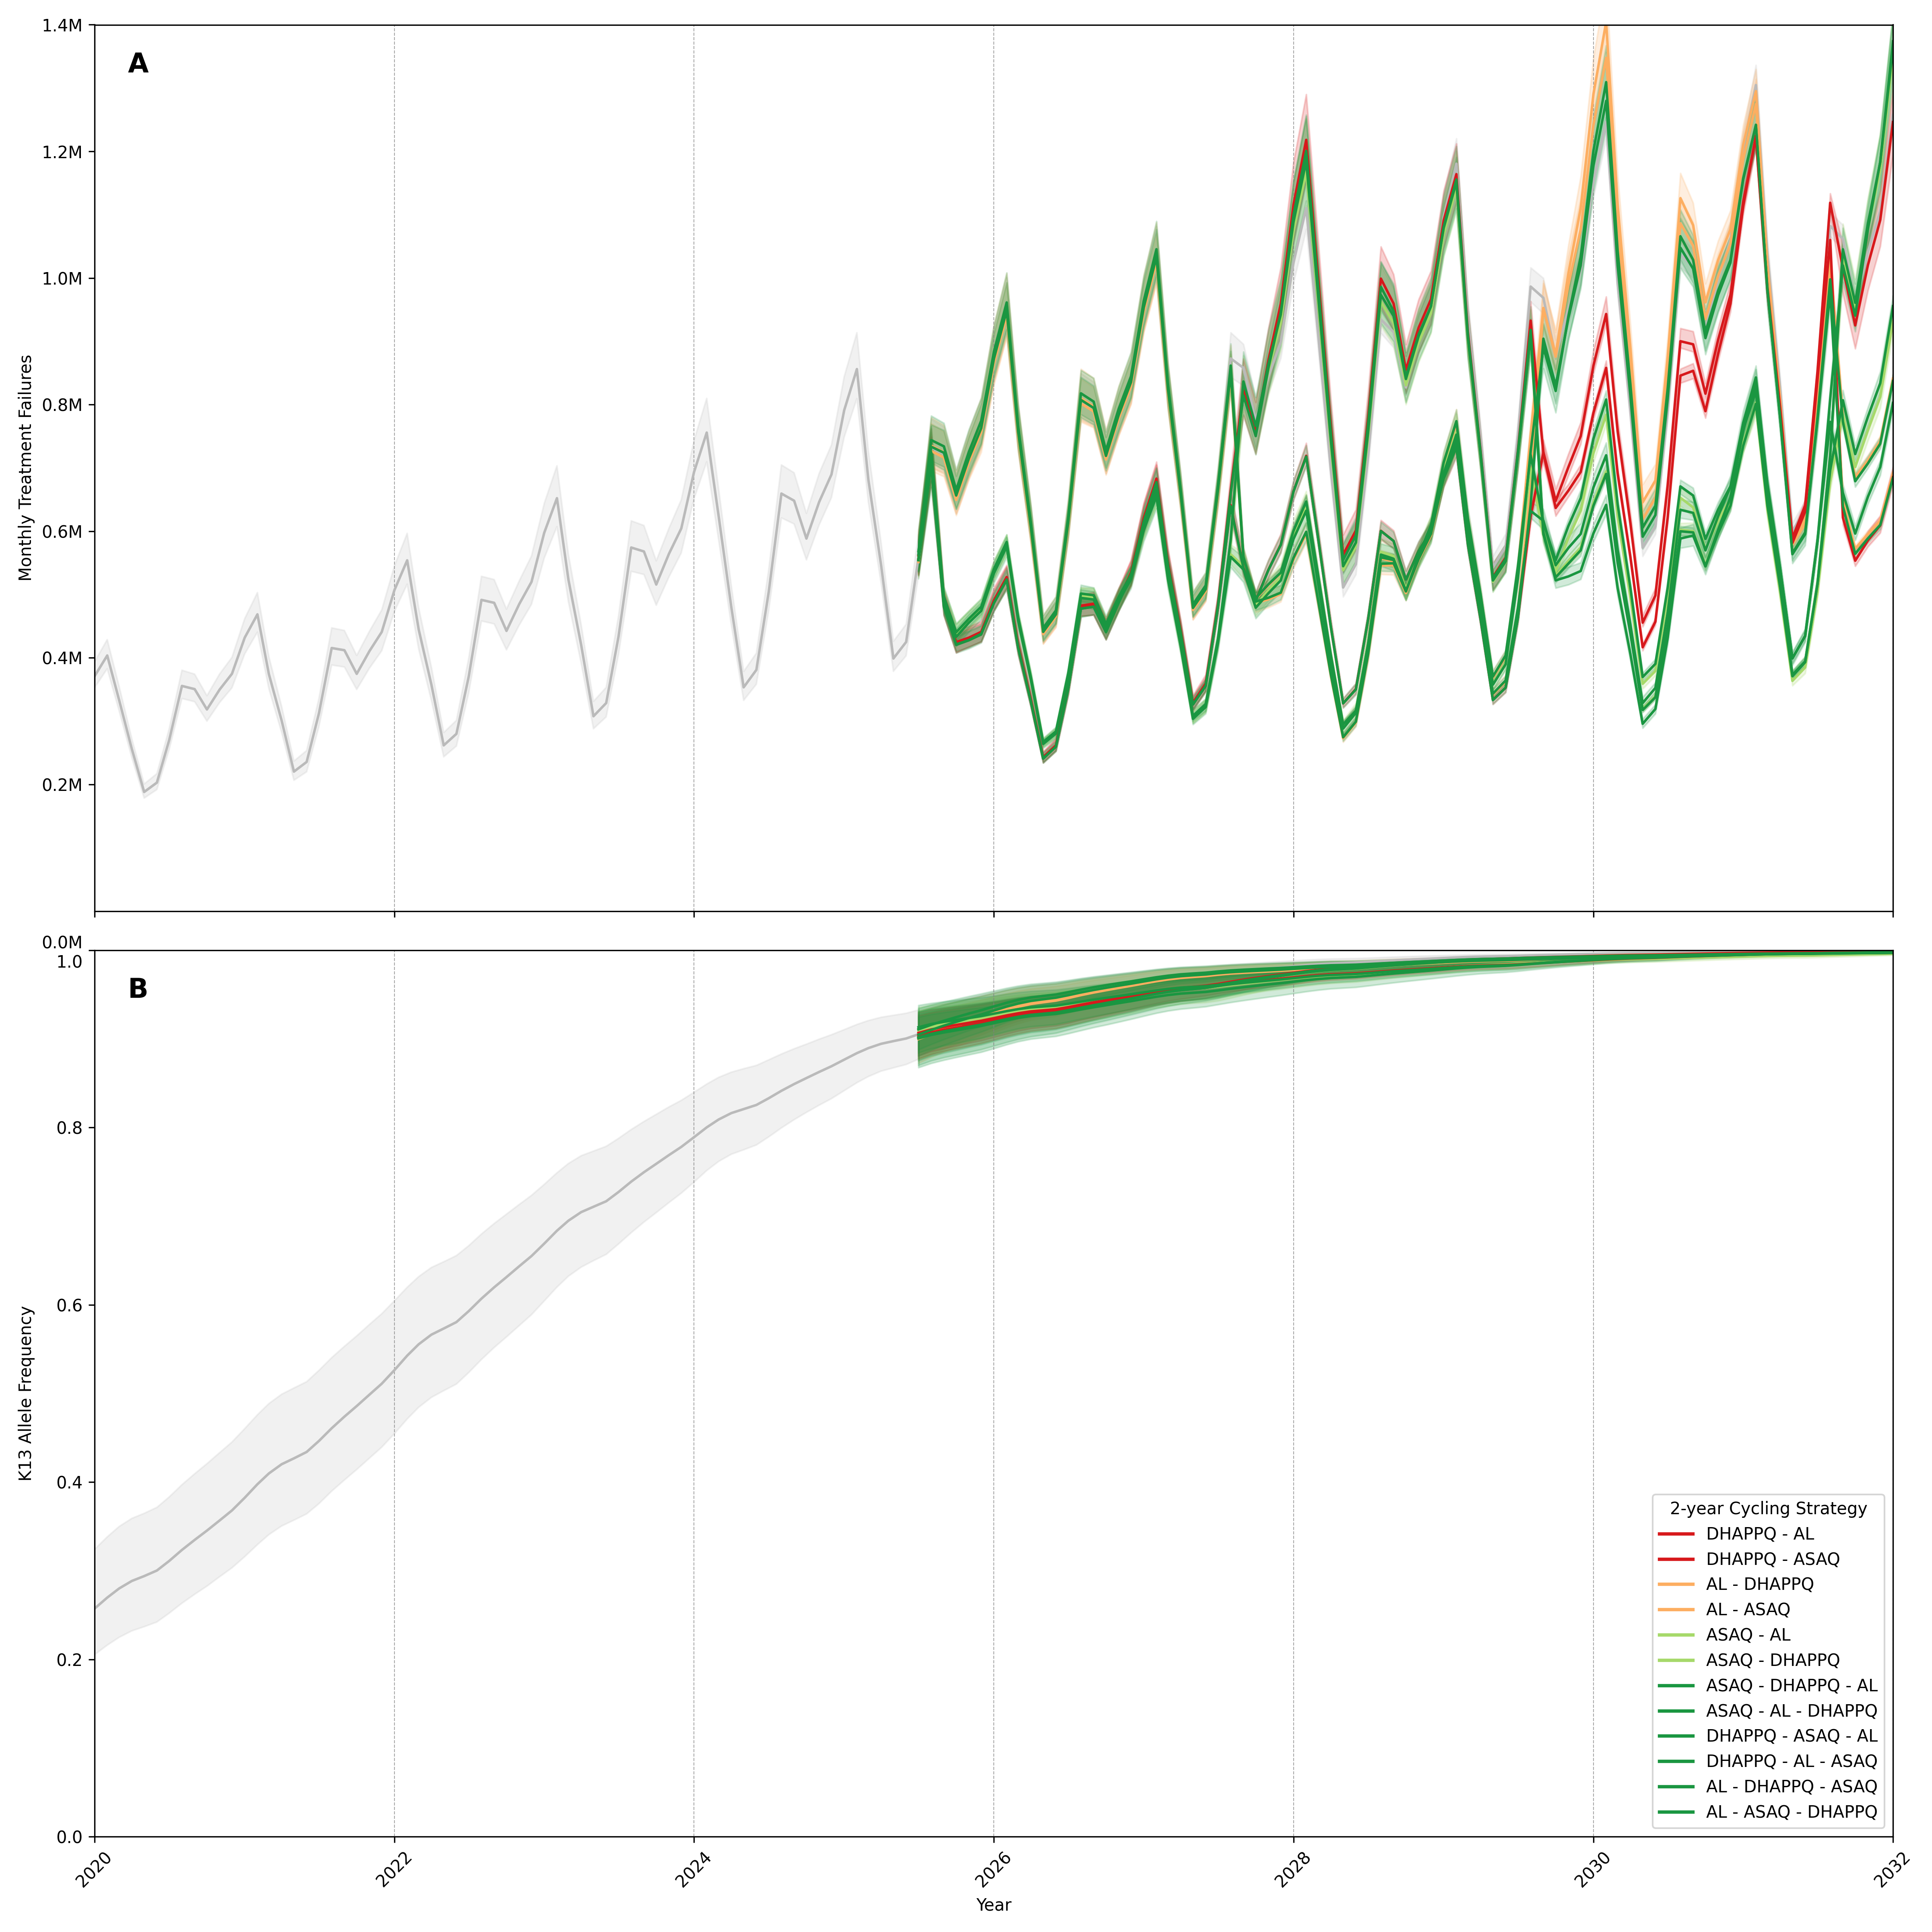 A
1.4M
1.2M
1.0M
0.8M
0.6M
0.4M
0.2M
0.0M
Monthly Treatment Failures
B
1.0
0.8
0.6
0.4
0.2
0.0
K13 Allele Frequency
2-year Cycling Strategy
DHAPPQ - AL
DHAPPQ - ASAQ
AL - DHAPPQ
AL - ASAQ
ASAQ - AL
ASAQ - DHAPPQ
ASAQ - DHAPPQ - AL
ASAQ - AL - DHAPPQ
DHAPPQ - ASAQ - AL
DHAPPQ - AL - ASAQ
AL - DHAPPQ - ASAQ
AL - ASAQ - DHAPPQ
2020
2022
2024
2026
2028
2030
2032
Year